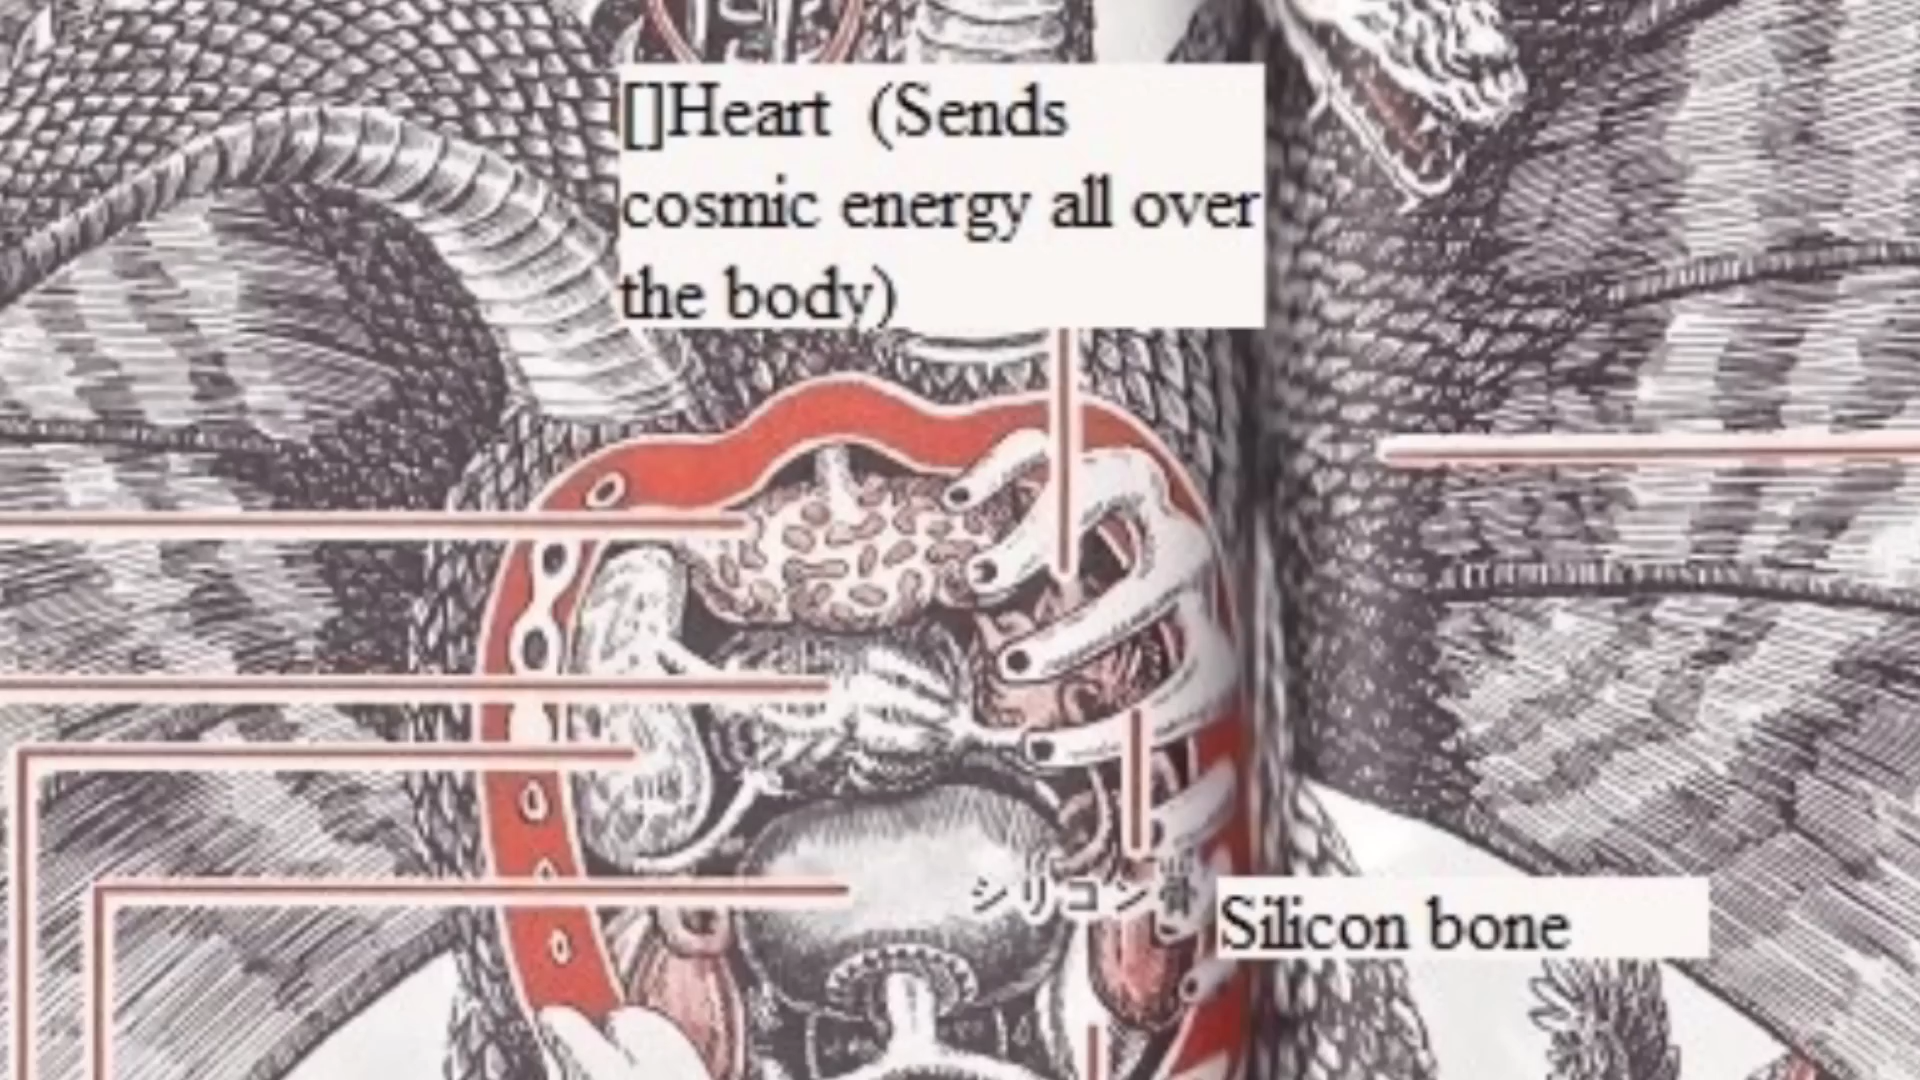 []Heart (Sends
cosmic energy all over
the body)
シリコン骨
Silicon bone